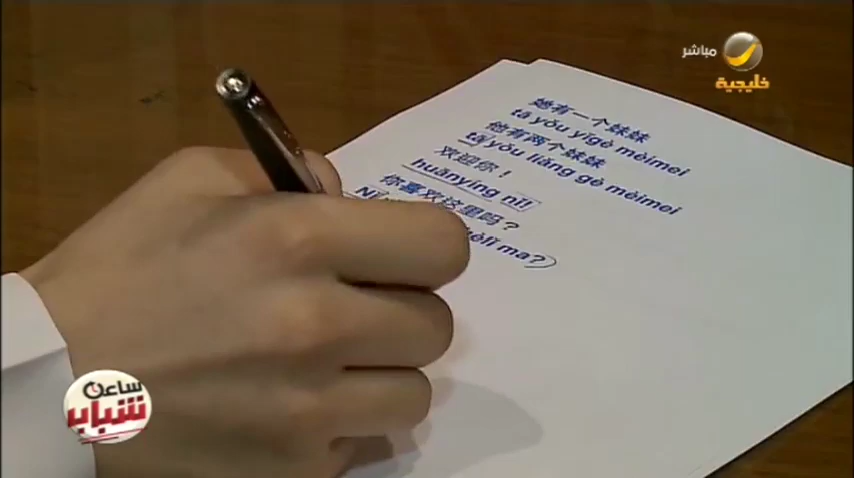 مباشر
خليجية
她有一个妹妹
tā yǒu yīgè mèimei
他有两个妹妹
tā yǒu liǎng gè mèimei
欢迎你！
huānyíng nǐ!
你喜欢这里吗？
Nǐ zhèlǐ ma?
ساعة
شباب